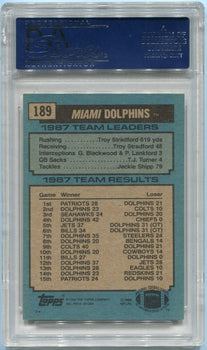 189 MIAMI DOLPHINS
1987 TEAM LEADERS
Rushing Troy Stradford 619 yds
Receiving Troy Stradford 48
Interceptions G. Blackwood & P. Lankford 3
QB Sacks T.J. Turner 4
Tackles Jackie Shipp 79
1987 TEAM RESULTS
Game Winner Loser
1st PATRIOTS 28 DOLPHINS 21
2nd DOLPHINS 23 COLTS 10
3rd SEAHAWKS 24 DOLPHINS 20
4th DOLPHINS 42 CHIEFS 0
5th JETS 37 DOLPHINS 31 (OT)
6th BILLS 34 DOLPHINS 31 (OT)
7th DOLPHINS 35 STEELERS 24
8th DOLPHINS 20 BENGALS 14
9th COLTS 40 DOLPHINS 21
10th DOLPHINS 20 COWBOYS 14
11th BILLS 27 DOLPHINS 0
12th DOLPHINS 37 JETS 28
13th DOLPHINS 28 EAGLES 10
14th DOLPHINS 23 REDSKINS 21
15th PATRIOTS 24 DOLPHINS 10
topps